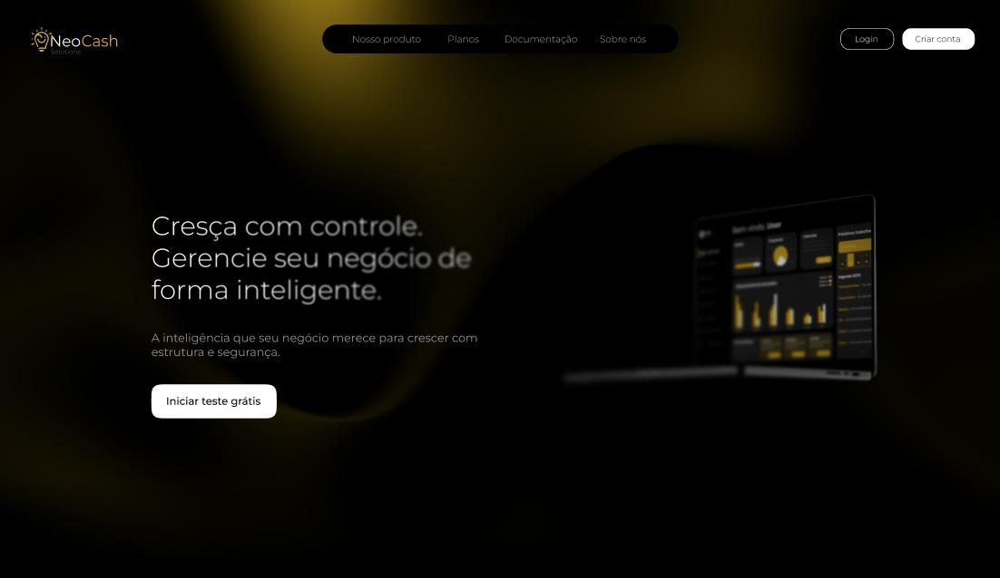 NeoCash
Solutions
Nosso produto
Planos
Documentação
Sobre nós
Login
Criar conta
Cresça com controle.
Gerencie seu negócio de
forma inteligente.
A inteligência que seu negócio merece para crescer com
estrutura e segurança.
Iniciar teste grátis
Bem vindo, User